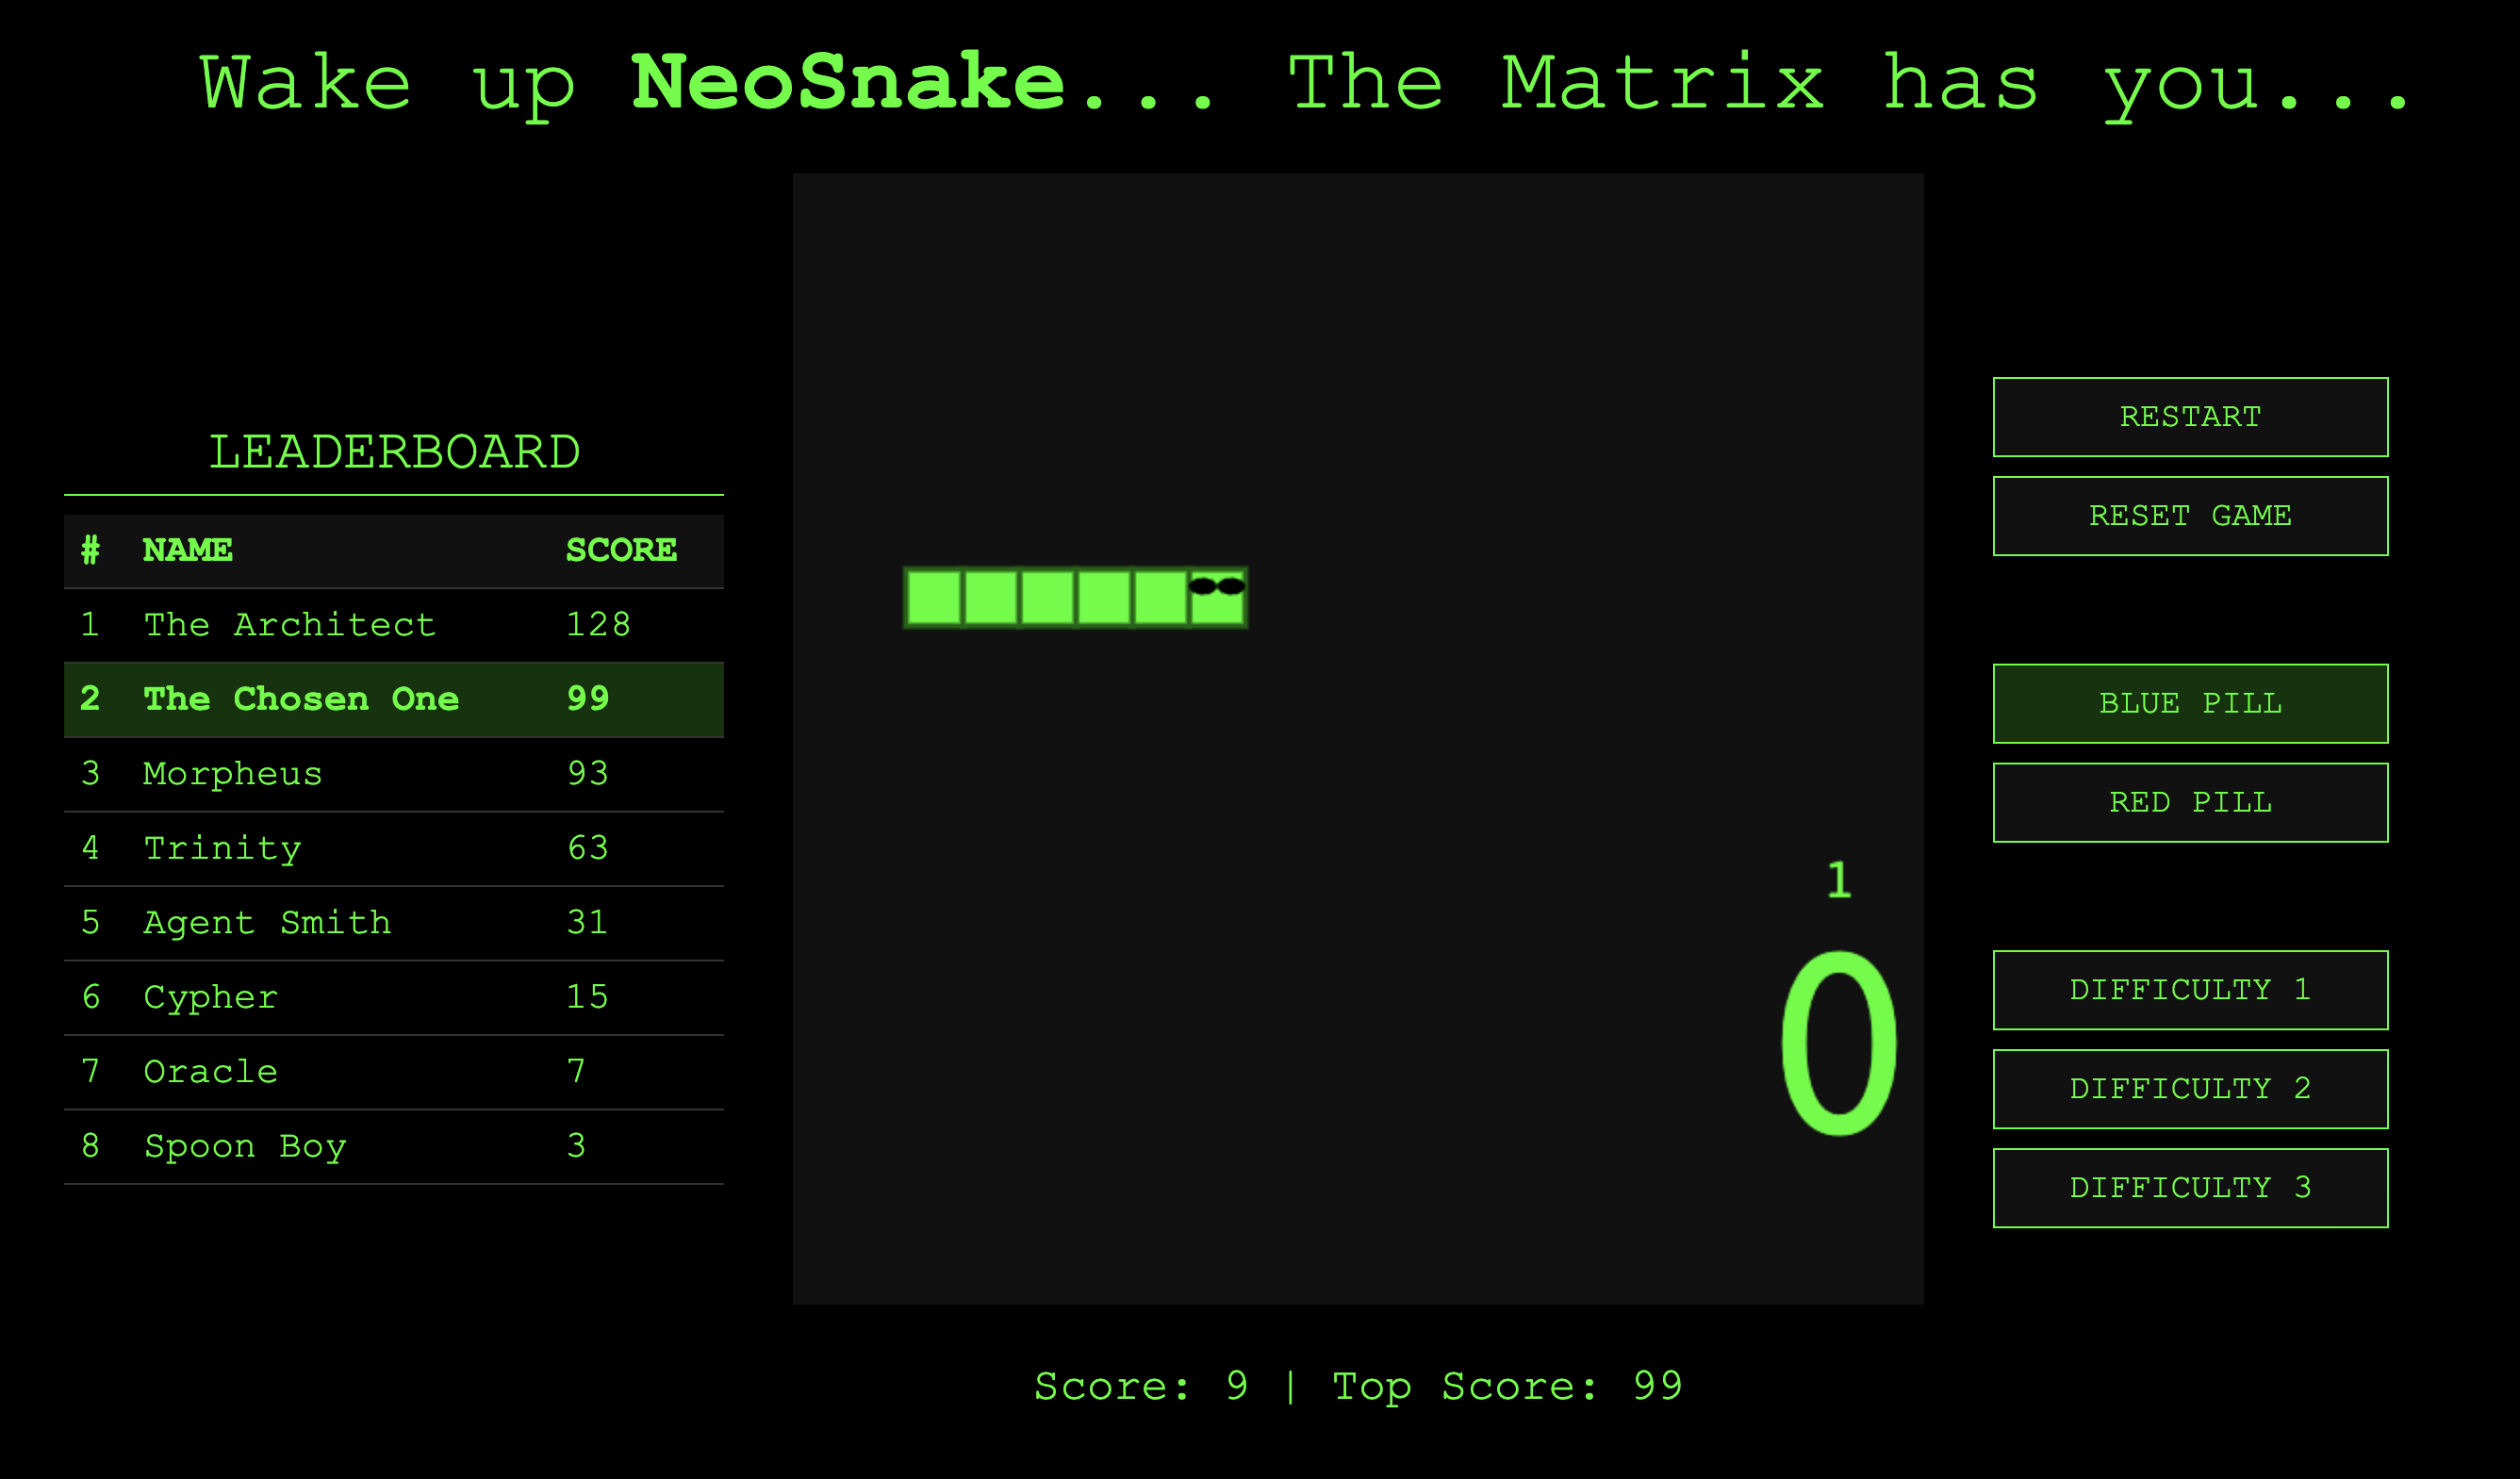 Wake up NeoSnake... The Matrix has you...
LEADERBOARD
# NAME SCORE
1 The Architect 128
2 The Chosen One 99
3 Morpheus 93
4 Trinity 63
5 Agent Smith 31
6 Cypher 15
7 Oracle 7
8 Spoon Boy 3
1
0
Score: 9 | Top Score: 99
RESTART
RESET GAME
BLUE PILL
RED PILL
DIFFICULTY 1
DIFFICULTY 2
DIFFICULTY 3